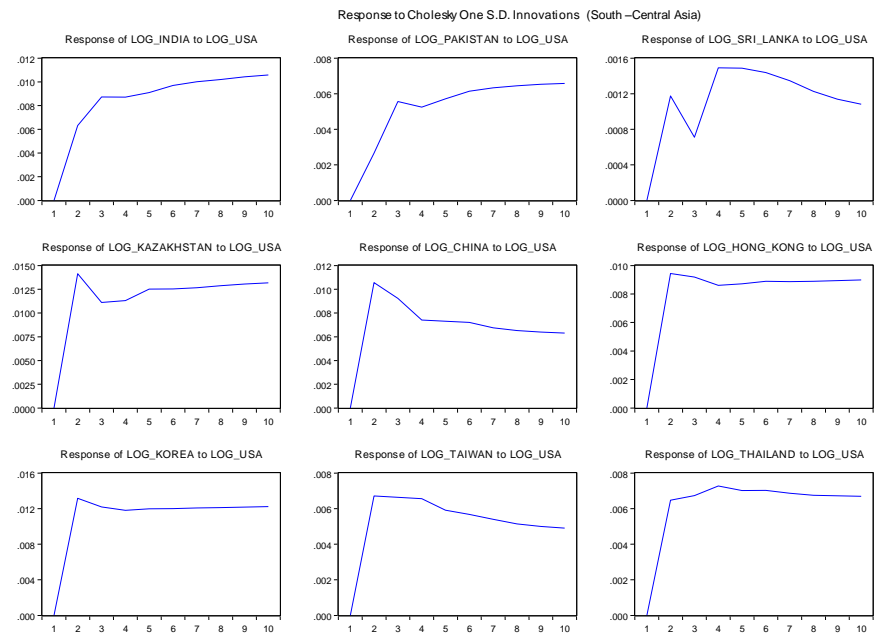 Response to Cholesky One S.D. Innovations (South –Central Asia)
Response of LOG_INDIA to LOG_USA
.012
.010
.008
.006
.004
.002
.000
1 2 3 4 5 6 7 8 9 10
Response of LOG_PAKISTAN to LOG_USA
.008
.006
.004
.002
.000
1 2 3 4 5 6 7 8 9 10
Response of LOG_SRI_LANKA to LOG_USA
.0016
.0012
.0008
.0004
.0000
1 2 3 4 5 6 7 8 9 10
Response of LOG_KAZAKHSTAN to LOG_USA
.0150
.0125
.0100
.0075
.0050
.0025
.0000
1 2 3 4 5 6 7 8 9 10
Response of LOG_CHINA to LOG_USA
.012
.010
.008
.006
.004
.002
.000
1 2 3 4 5 6 7 8 9 10
Response of LOG_HONG_KONG to LOG_USA
.010
.008
.006
.004
.002
.000
1 2 3 4 5 6 7 8 9 10
Response of LOG_KOREA to LOG_USA
.016
.012
.008
.004
.000
1 2 3 4 5 6 7 8 9 10
Response of LOG_TAIWAN to LOG_USA
.008
.006
.004
.002
.000
1 2 3 4 5 6 7 8 9 10
Response of LOG_THAILAND to LOG_USA
.008
.006
.004
.002
.000
1 2 3 4 5 6 7 8 9 10